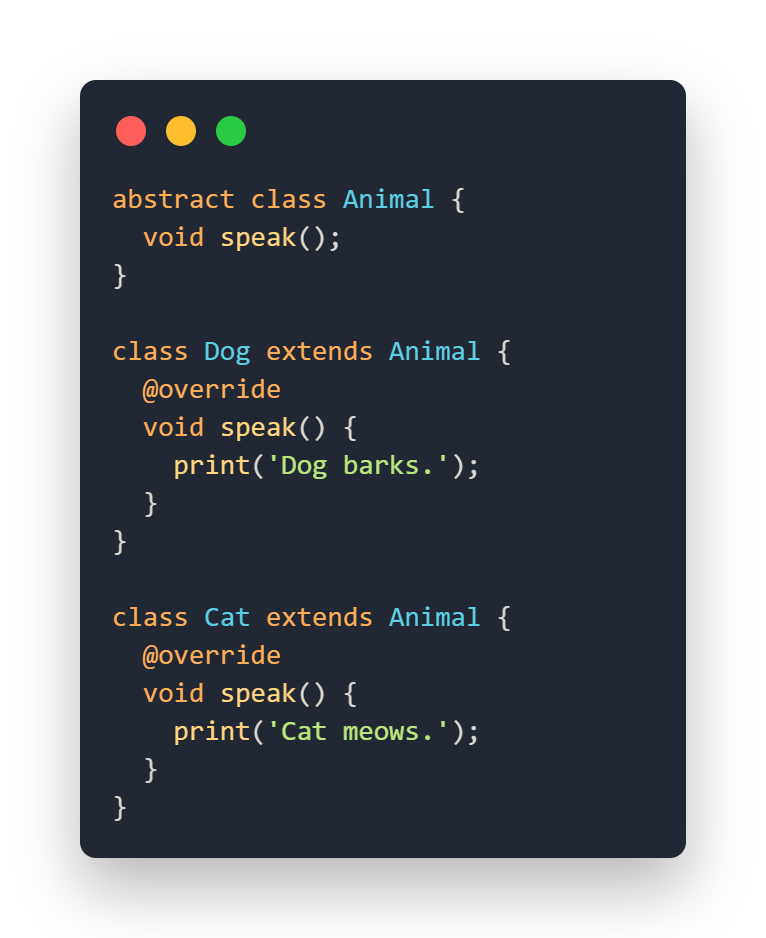 abstract class Animal {
  void speak();
}

class Dog extends Animal {
  @override
  void speak() {
    print('Dog barks.');
  }
}

class Cat extends Animal {
  @override
  void speak() {
    print('Cat meows.');
  }
}